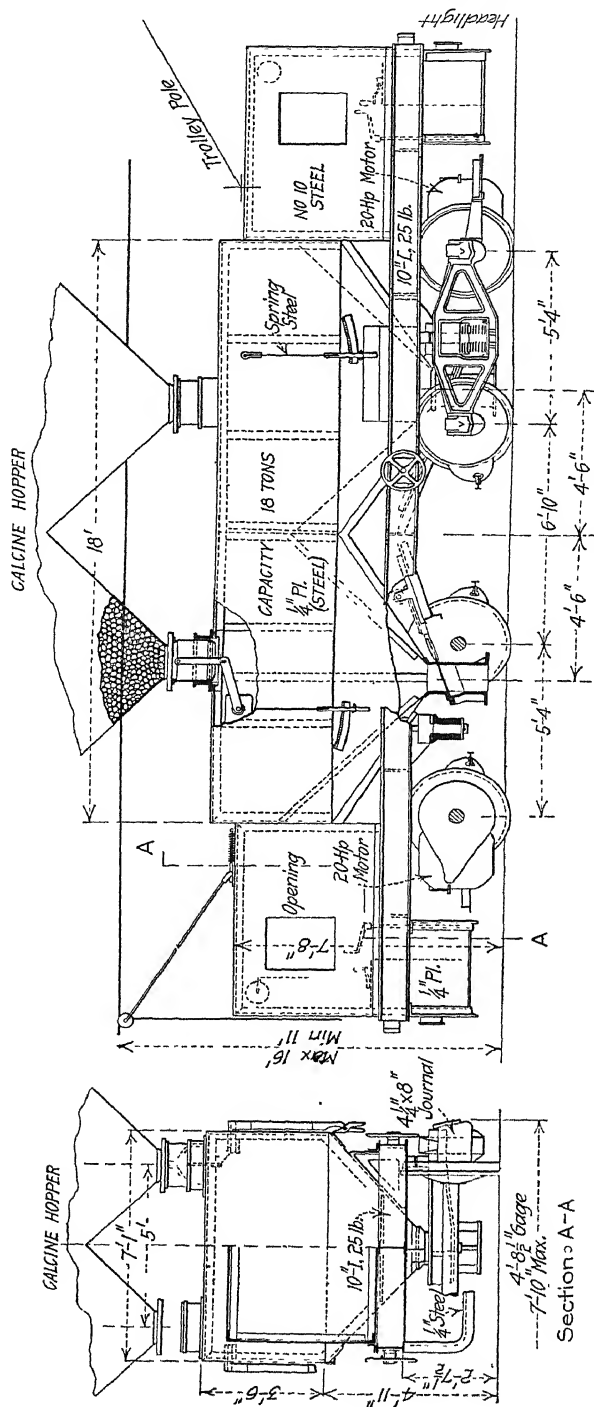 CALCINE HOPPER
18'
Trolley Pole
Headlight
NO 10
STEEL
20-Hp Motor
Spring
Steel
10" I, 25 lb.
CAPACITY 18 TONS
1/4" Pl.
(STEEL)
5'-4"
4'-6"
6'-10"
4'-6"
5'-4"
A
Opening
20-Hp
Motor
7'-8"
1/4" Pl.
A
Max 16'
Min 11'
CALCINE HOPPER
7'-1"
5'
10" I, 25 lb.
4 1/4" x 8"
Journal
1/4" Steel
3'-6"
4'-11"
2'-7 1/2"
4'-8 1/2" Gage
7'-10" Max.
Section: A-A